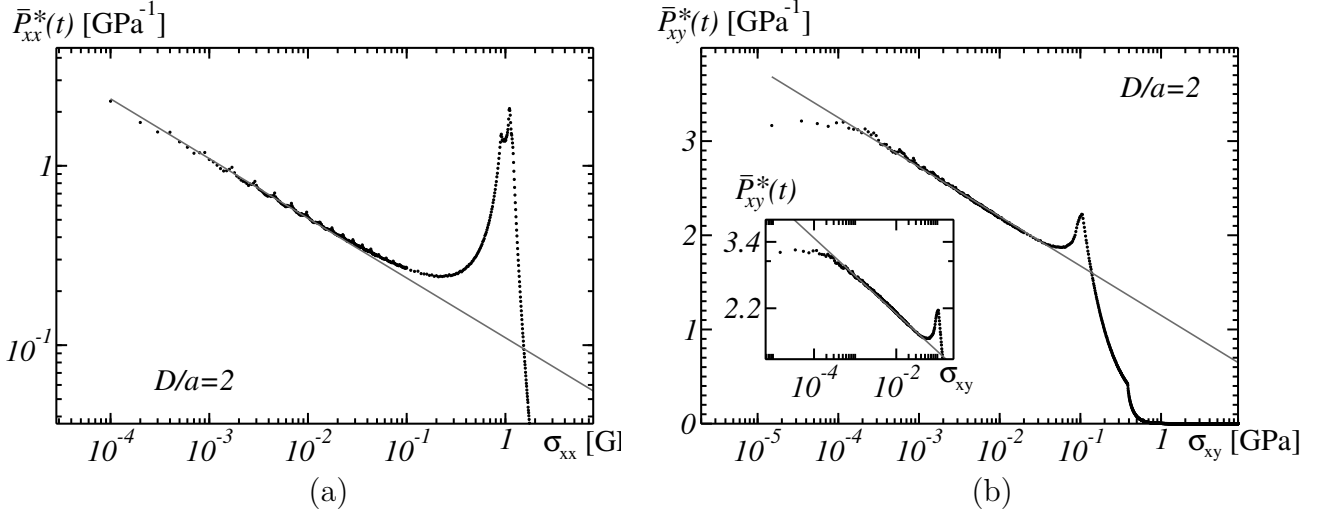 P̄*xx(t) [GPa⁻¹]
1
10⁻¹
D/a=2
10⁻⁴ 10⁻³ 10⁻² 10⁻¹ 1 σxx [G
(a)
P̄*xy(t) [GPa⁻¹]
D/a=2
3
2
1
0
P̄*xy(t)
3.4
2.2
10⁻⁴ 10⁻² σxy
10⁻⁵ 10⁻⁴ 10⁻³ 10⁻² 10⁻¹ 1 σxy [GPa]
(b)